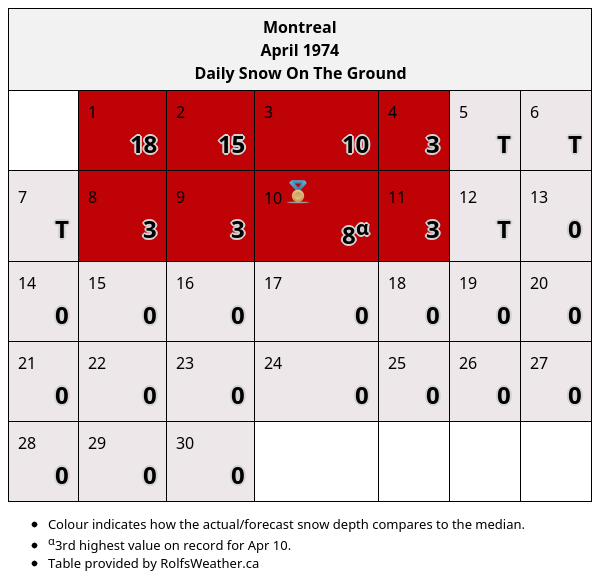 Montreal
April 1974
Daily Snow On The Ground
1 2 3 4 5 6
18 15 10 3 T T
7 8 9 10 11 12 13
T 3 3 8ᵅ 3 T 0
14 15 16 17 18 19 20
0 0 0 0 0 0 0
21 22 23 24 25 26 27
0 0 0 0 0 0 0
28 29 30
0 0 0
• Colour indicates how the actual/forecast snow depth compares to the median.
• ᵅ3rd highest value on record for Apr 10.
• Table provided by RolfsWeather.ca